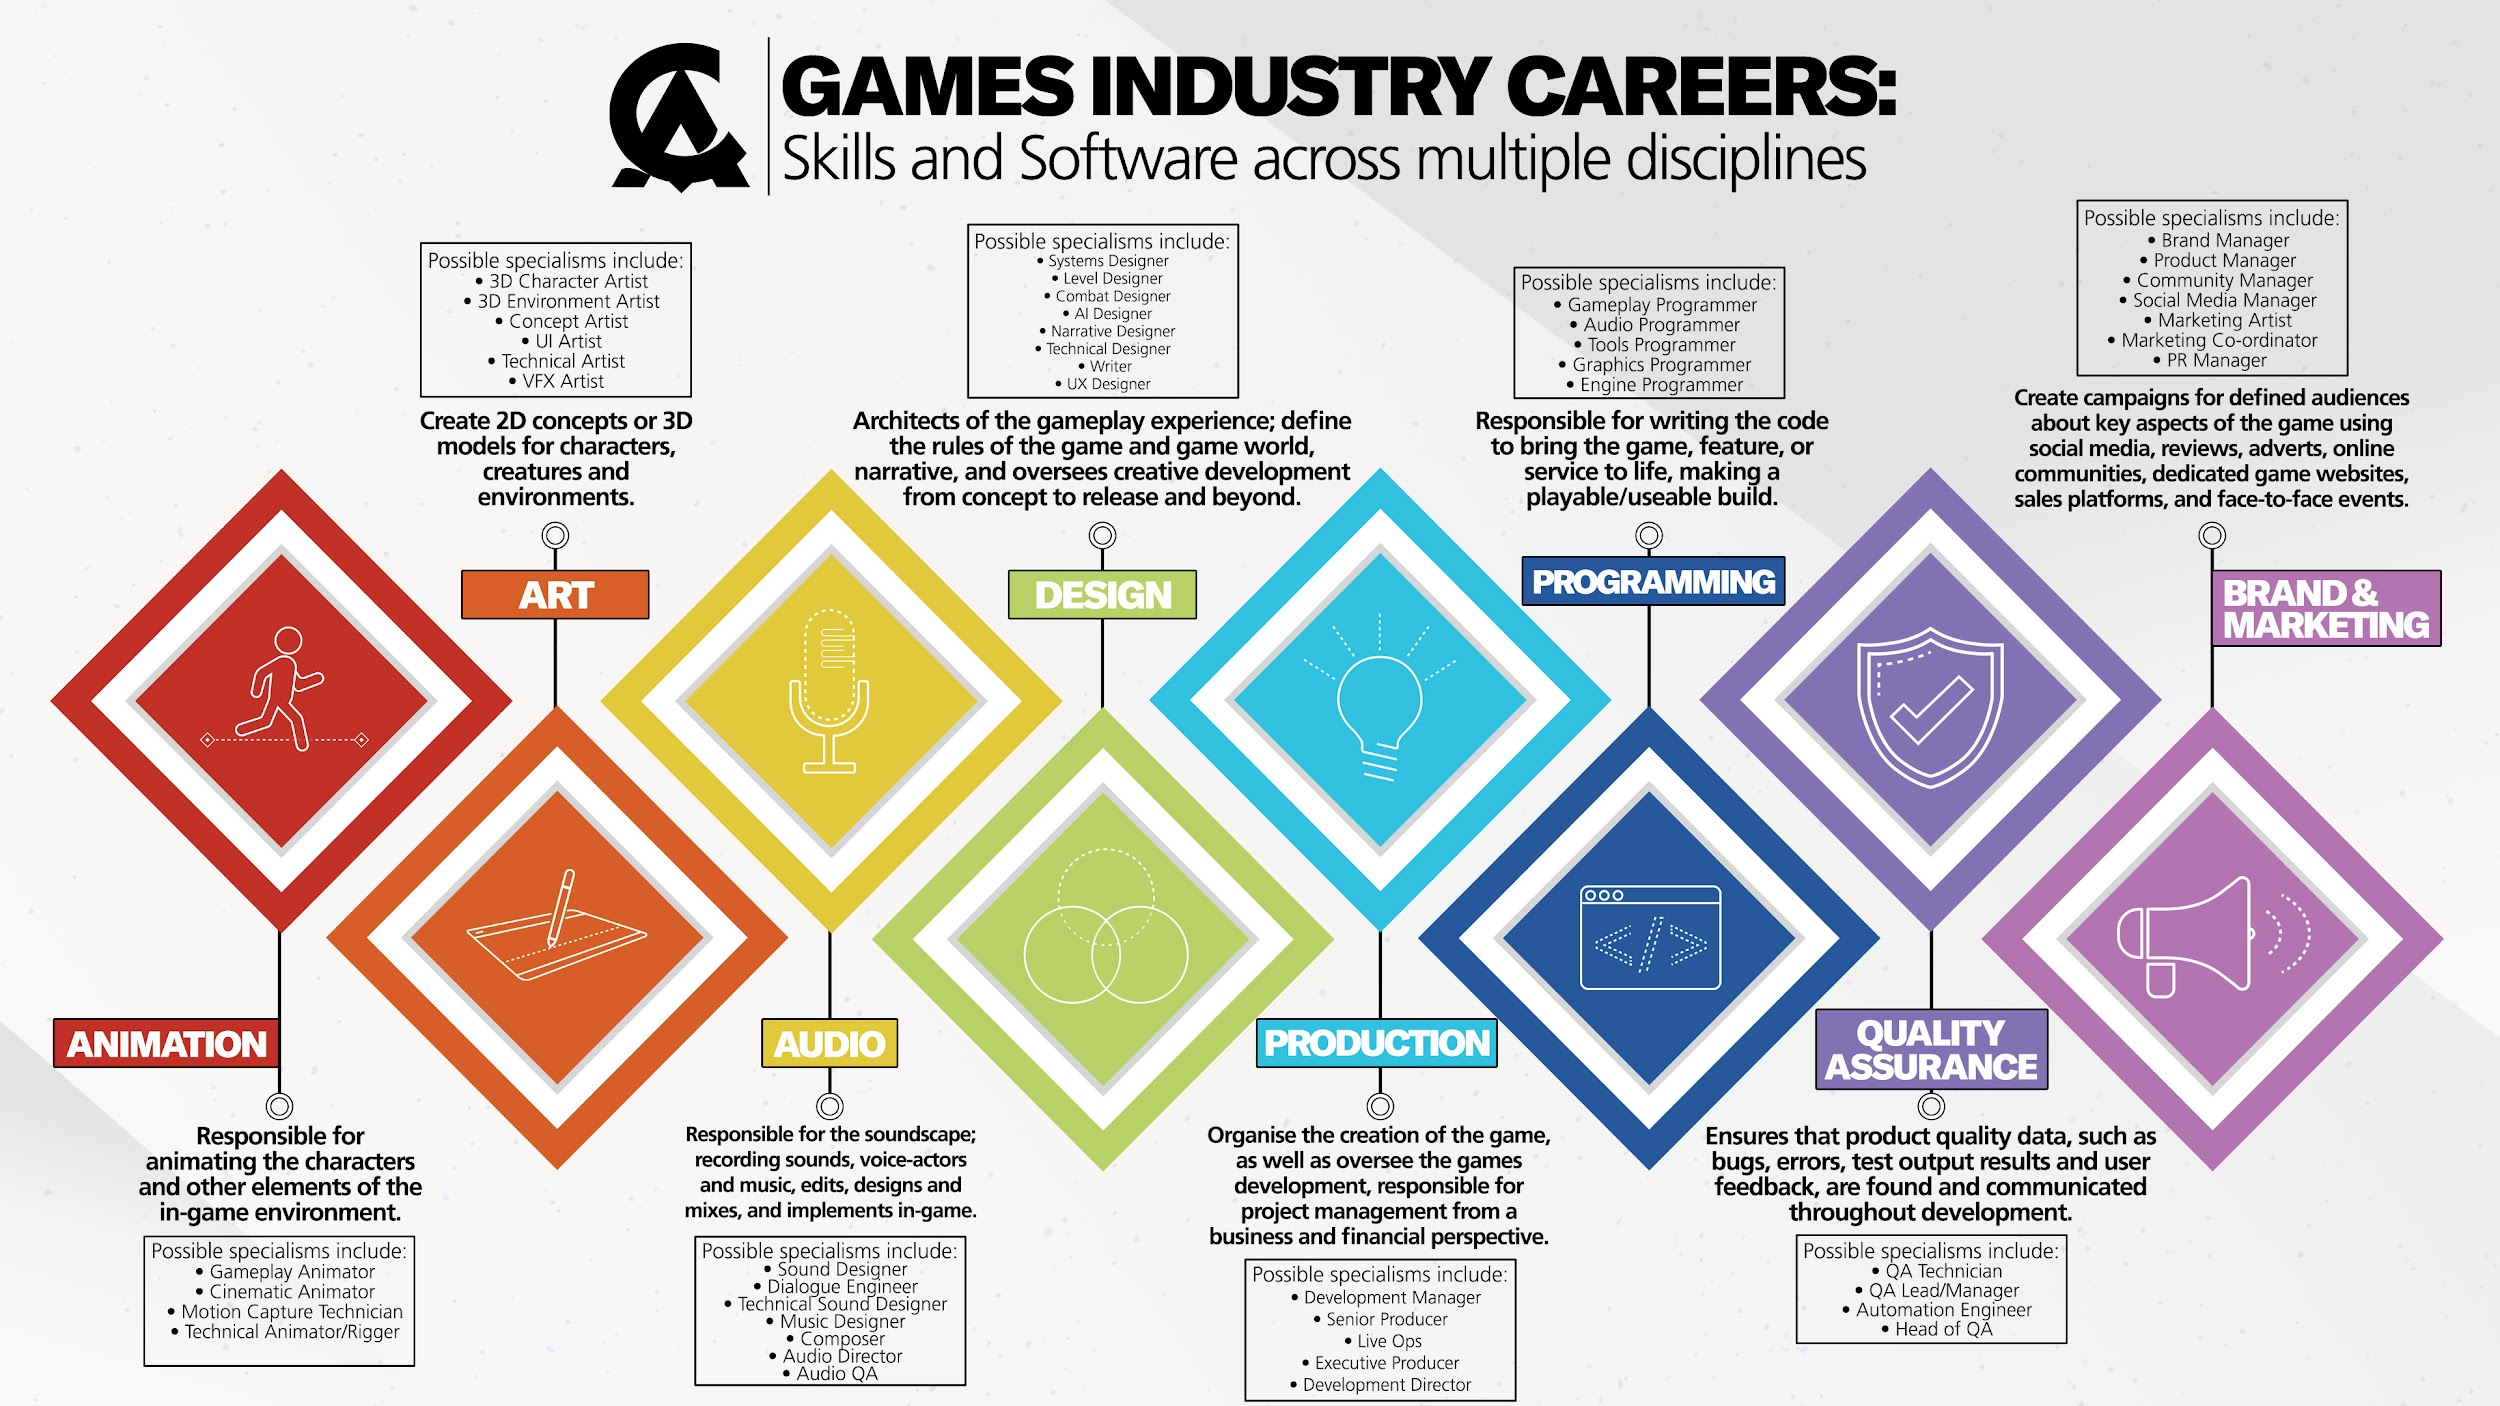 GAMES INDUSTRY CAREERS:
Skills and Software across multiple disciplines
Possible specialisms include:
• 3D Character Artist
• 3D Environment Artist
• Concept Artist
• UI Artist
• Technical Artist
• VFX Artist
Create 2D concepts or 3D
models for characters,
creatures and
environments.
ART
Possible specialisms include:
• Systems Designer
• Level Designer
• Combat Designer
• AI Designer
• Narrative Designer
• Technical Designer
• Writer
• UX Designer
Architects of the gameplay experience; define
the rules of the game and game world,
narrative, and oversees creative development
from concept to release and beyond.
DESIGN
Possible specialisms include:
• Gameplay Programmer
• Audio Programmer
• Tools Programmer
• Graphics Programmer
• Engine Programmer
Responsible for writing the code
to bring the game, feature, or
service to life, making a
playable/useable build.
PROGRAMMING
Possible specialisms include:
• Brand Manager
• Product Manager
• Community Manager
• Social Media Manager
• Marketing Artist
• Marketing Co-ordinator
• PR Manager
Create campaigns for defined audiences
about key aspects of the game using
social media, reviews, adverts, online
communities, dedicated game websites,
sales platforms, and face-to-face events.
BRAND &
MARKETING
ANIMATION
Responsible for
animating the characters
and other elements of the
in-game environment.
Possible specialisms include:
• Gameplay Animator
• Cinematic Animator
• Motion Capture Technician
• Technical Animator/Rigger
AUDIO
Responsible for the soundscape;
recording sounds, voice-actors
and music, edits, designs and
mixes, and implements in-game.
Possible specialisms include:
• Sound Designer
• Dialogue Engineer
• Technical Sound Designer
• Music Designer
• Composer
• Audio Director
• Audio QA
PRODUCTION
Organise the creation of the game,
as well as oversee the games
development, responsible for
project management from a
business and financial perspective.
Possible specialisms include:
• Development Manager
• Senior Producer
• Live Ops
• Executive Producer
• Development Director
QUALITY
ASSURANCE
Ensures that product quality data, such as
bugs, errors, test output results and user
feedback, are found and communicated
throughout development.
Possible specialisms include:
• QA Technician
• QA Lead/Manager
• Automation Engineer
• Head of QA